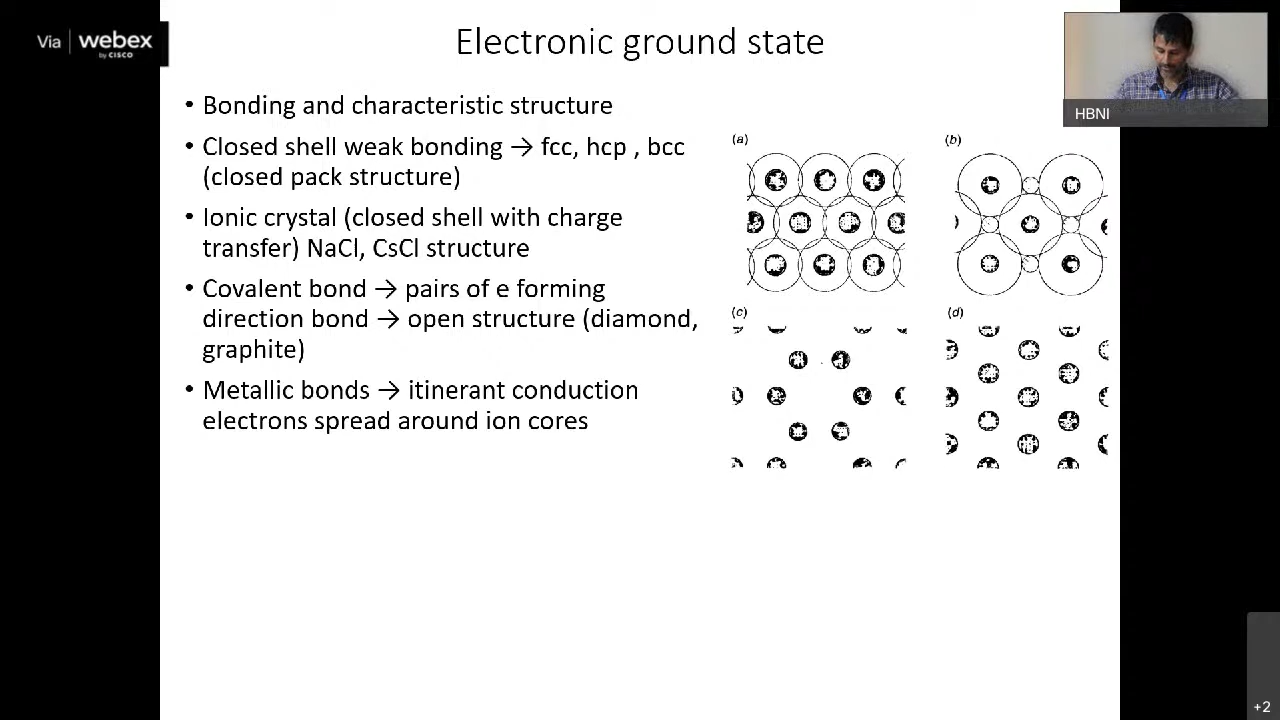 Via webex
by CISCO
Electronic ground state
HBNI
• Bonding and characteristic structure
• Closed shell weak bonding → fcc, hcp , bcc
(closed pack structure)
• Ionic crystal (closed shell with charge
transfer) NaCl, CsCl structure
• Covalent bond → pairs of e forming
direction bond → open structure (diamond,
graphite)
• Metallic bonds → itinerant conduction
electrons spread around ion cores
(a)
(b)
(c)
(d)
+2